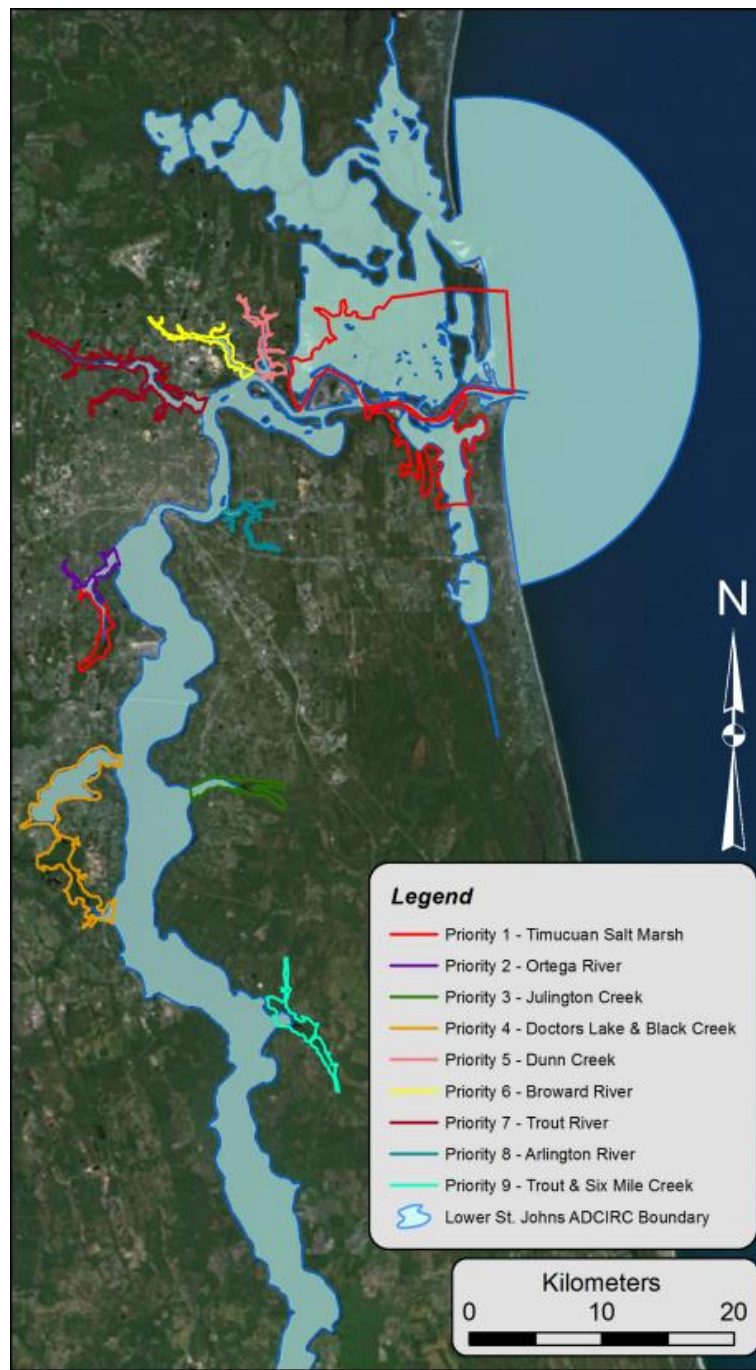 N
Legend
Priority 1 - Timucuan Salt Marsh
Priority 2 - Ortega River
Priority 3 - Julington Creek
Priority 4 - Doctors Lake & Black Creek
Priority 5 - Dunn Creek
Priority 6 - Broward River
Priority 7 - Trout River
Priority 8 - Arlington River
Priority 9 - Trout & Six Mile Creek
Lower St. Johns ADCIRC Boundary
Kilometers
0 10 20